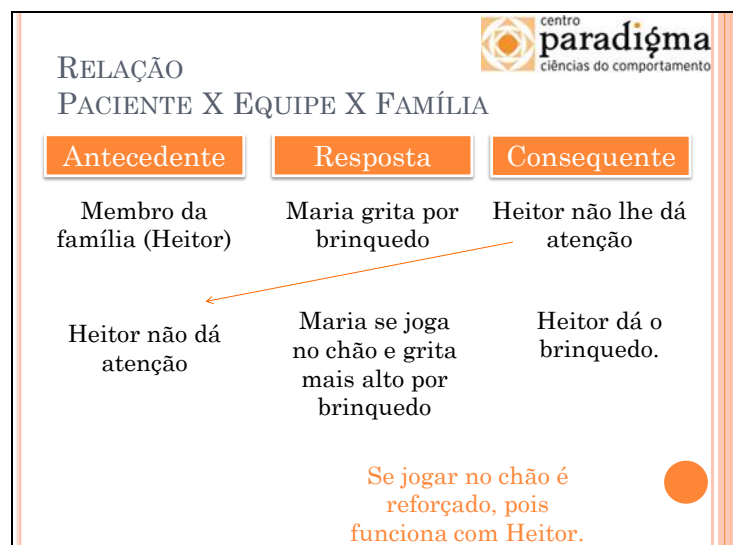 centro
paradigma
ciências do comportamento
RELAÇÃO
PACIENTE X EQUIPE X FAMÍLIA
Antecedente
Resposta
Consequente
Membro da
família (Heitor)
Maria grita por
brinquedo
Heitor não lhe dá
atenção
Heitor não dá
atenção
Maria se joga
no chão e grita
mais alto por
brinquedo
Heitor dá o
brinquedo.
Se jogar no chão é
reforçado, pois
funciona com Heitor.